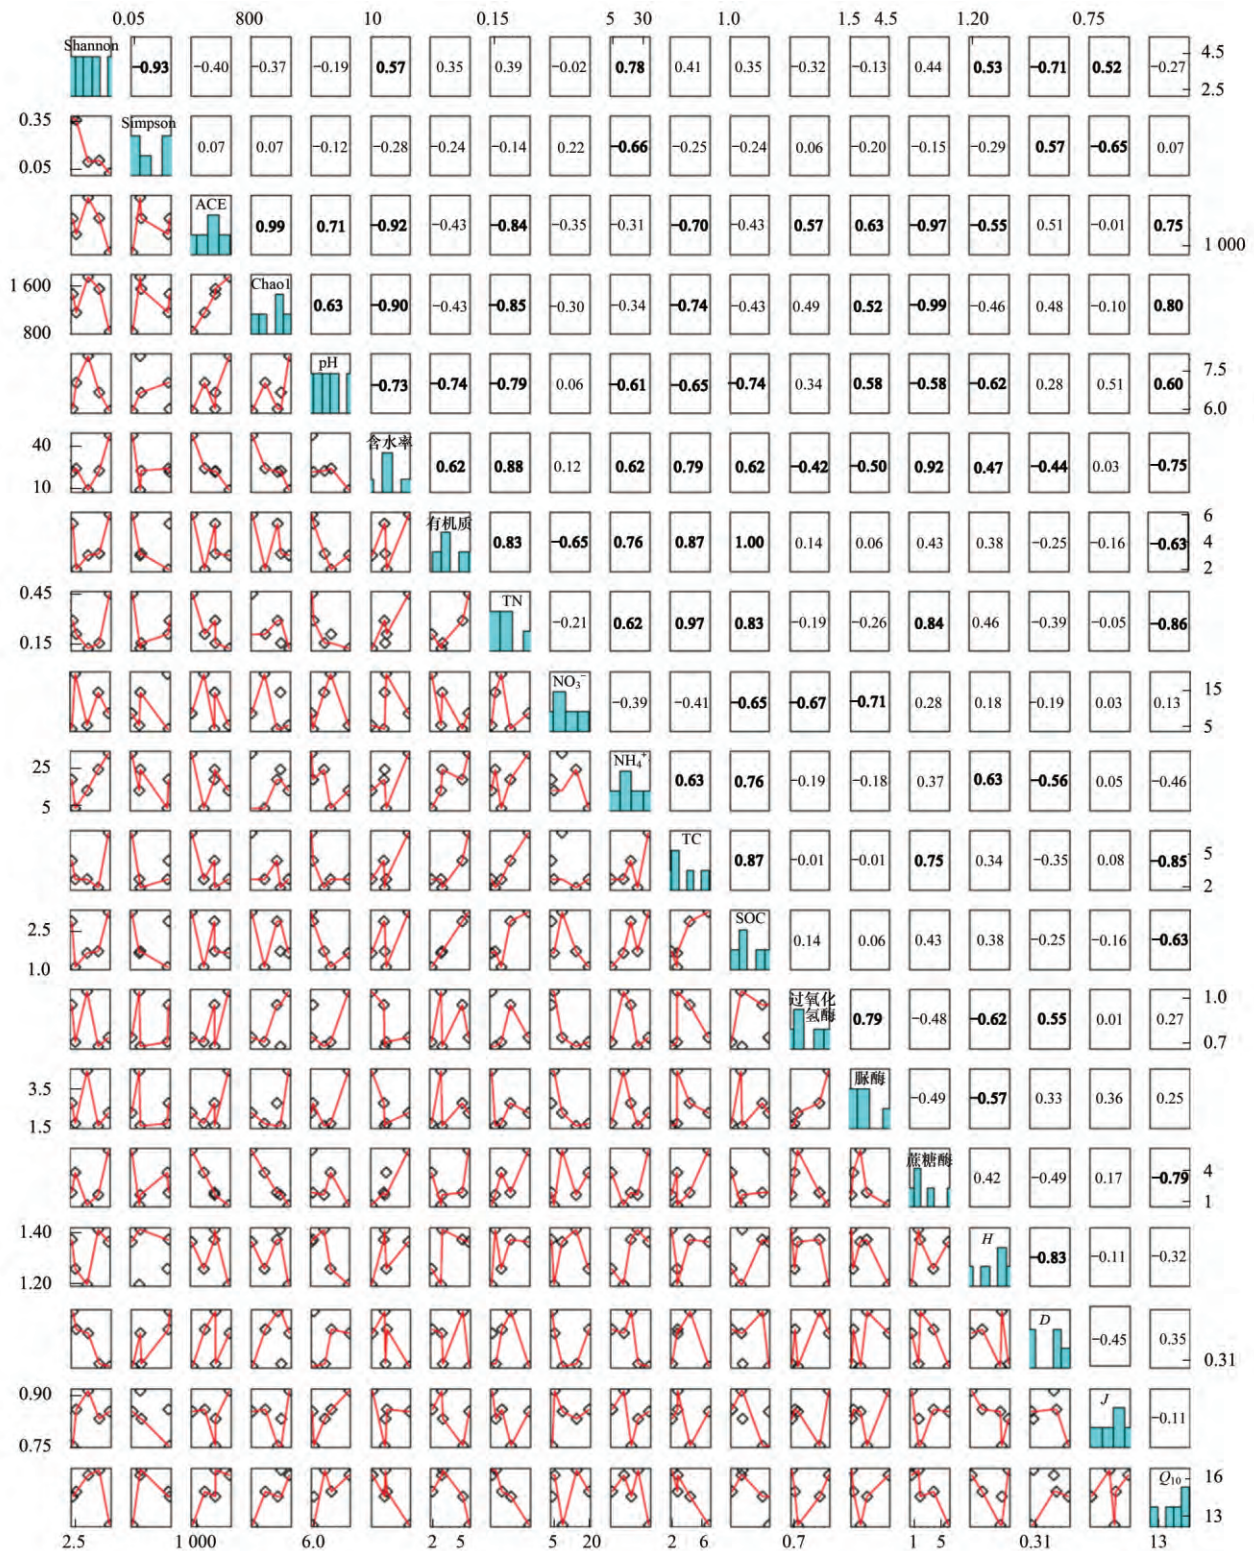 0.05 800 10 0.15 5 30 1.0 1.5 4.5 1.20 0.75
Shannon −0.93 −0.40 −0.37 −0.19 0.57 0.35 0.39 −0.02 0.78 0.41 0.35 −0.32 −0.13 0.44 0.53 −0.71 0.52 −0.27 4.5 2.5
0.35 0.05 Simpson 0.07 0.07 −0.12 −0.28 −0.24 −0.14 0.22 −0.66 −0.25 −0.24 0.06 −0.20 −0.15 −0.29 0.57 −0.65 0.07
ACE 0.99 0.71 −0.92 −0.43 −0.84 −0.35 −0.31 −0.70 −0.43 0.57 0.63 −0.97 −0.55 0.51 −0.01 0.75 1 000
1 600 800 Chao1 0.63 −0.90 −0.43 −0.85 −0.30 −0.34 −0.74 −0.43 0.49 0.52 −0.99 −0.46 0.48 −0.10 0.80
pH −0.73 −0.74 −0.79 0.06 −0.61 −0.65 −0.74 0.34 0.58 −0.58 −0.62 0.28 0.51 0.60 7.5 6.0
40 10 含水率 0.62 0.88 0.12 0.62 0.79 0.62 −0.42 −0.50 0.92 0.47 −0.44 0.03 −0.75
有机质 0.83 −0.65 0.76 0.87 1.00 0.14 0.06 0.43 0.38 −0.25 −0.16 −0.63 6 4 2
0.45 0.15 TN −0.21 0.62 0.97 0.83 −0.19 −0.26 0.84 0.46 −0.39 −0.05 −0.86
NO₃⁻ −0.39 −0.41 −0.65 −0.67 −0.71 0.28 0.18 −0.19 0.03 0.13 15 5
25 5 NH₄⁺ 0.63 0.76 −0.19 −0.18 0.37 0.63 −0.56 0.05 −0.46
TC 0.87 −0.01 −0.01 0.75 0.34 −0.35 0.08 −0.85 5 2
2.5 1.0 SOC 0.14 0.06 0.43 0.38 −0.25 −0.16 −0.63
过氧化
氢酶 0.79 −0.48 −0.62 0.55 0.01 0.27 1.0 0.7
3.5 1.5 脲酶 −0.49 −0.57 0.33 0.36 0.25
蔗糖酶 0.42 −0.49 0.17 −0.79 4 1
1.40 1.20 H −0.83 −0.11 −0.32
D −0.45 0.35 0.31
0.90 0.75 J −0.11
Q₁₀ 16 13
2.5 1 000 6.0 2 5 5 20 2 6 0.7 1 5 0.31 13